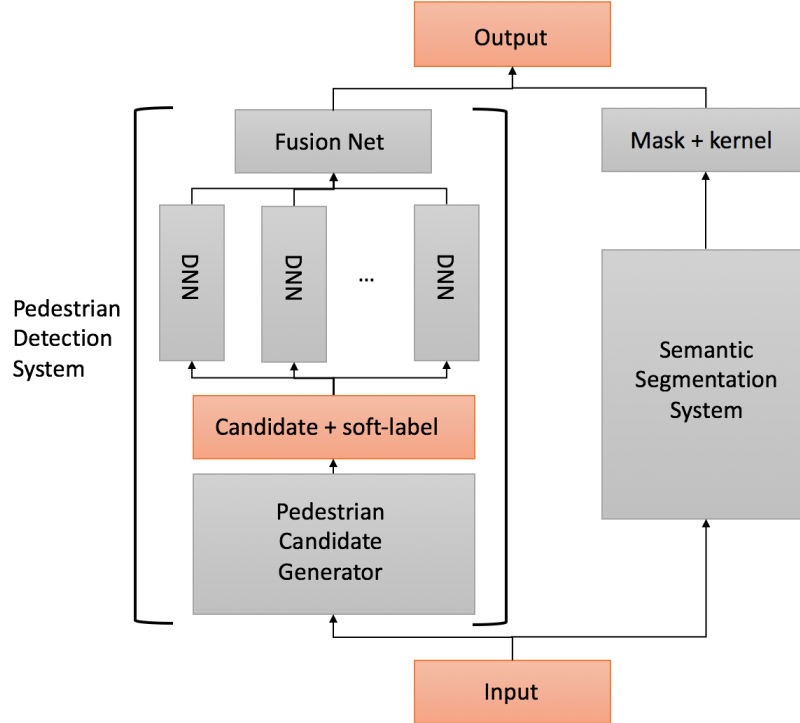 Output
Fusion Net
Mask + kernel
DNN
DNN
...
DNN
Pedestrian
Detection
System
Semantic
Segmentation
System
Candidate + soft-label
Pedestrian
Candidate
Generator
Input